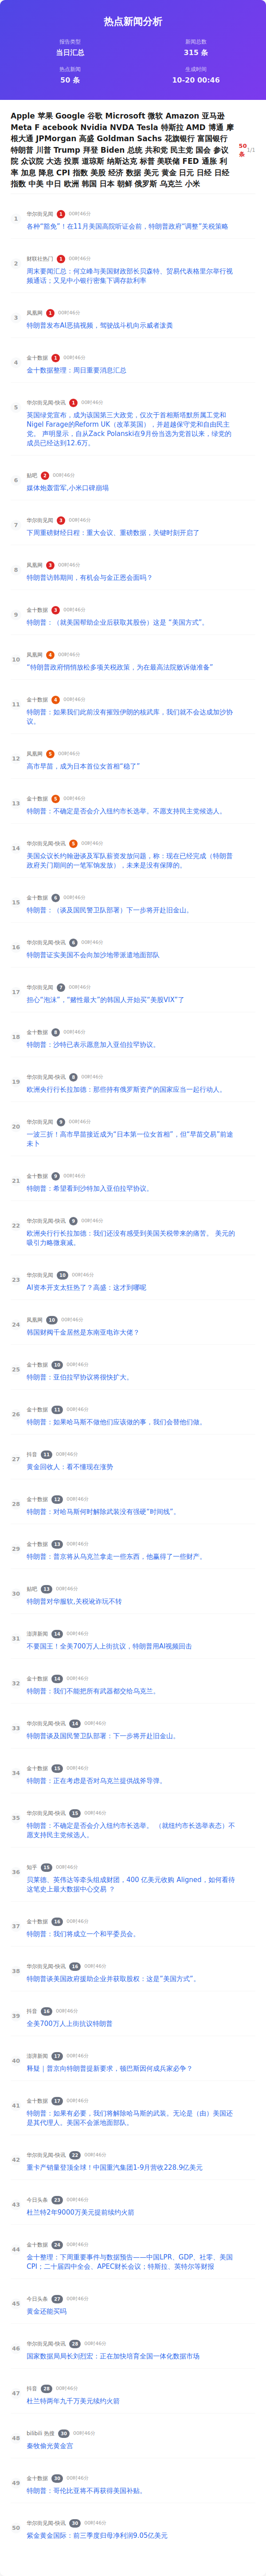 热点新闻分析
报告类型
当日汇总
新闻总数
315 条
热点新闻
50 条
生成时间
10-20 00:46
Apple 苹果 Google 谷歌 Microsoft 微软 Amazon 亚马逊
Meta F acebook Nvidia NVDA Tesla 特斯拉 AMD 博通 摩
根大通 JPMorgan 高盛 Goldman Sachs 花旗银行 富国银行
特朗普 川普 Trump 拜登 Biden 总统 共和党 民主党 国会 参议
院 众议院 大选 投票 道琼斯 纳斯达克 标普 美联储 FED 通胀 利
率 加息 降息 CPI 指数 美股 经济 数据 美元 日元 日经 日经
指数 中美 中日 欧洲 韩国 日本 朝鲜 俄罗斯 乌克兰 小米
50
条
1/1
1
华尔街见闻 1 00时46分
各种“豁免”！在11月美国高院听证会前，特朗普政府“调整”关税策略
2
财联社热门 1 00时46分
周末要闻汇总：何立峰与美国财政部长贝森特、贸易代表格里尔举行视
频通话；又见中小银行密集下调存款利率
3
凤凰网 1 00时46分
特朗普发布AI恶搞视频，驾驶战斗机向示威者泼粪
4
金十数据 1 00时46分
金十数据整理：周日重要消息汇总
5
华尔街见闻-快讯 1 00时46分
英国绿党宣布，成为该国第三大政党，仅次于首相斯塔默所属工党和
Nigel Farage的Reform UK（改革英国），并超越保守党和自由民主
党。 声明显示，自从Zack Polanski在9月份当选为党首以来，绿党的
成员已经达到12.6万。
6
贴吧 2 00时46分
媒体炮轰雷军,小米口碑崩塌
7
华尔街见闻 3 00时46分
下周重磅财经日程：重大会议、重磅数据，关键时刻开启了
8
凤凰网 3 00时46分
特朗普访韩期间，有机会与金正恩会面吗？
9
金十数据 3 00时46分
特朗普：（就美国帮助企业后获取其股份）这是 “美国方式”。
10
凤凰网 4 00时46分
“特朗普政府悄悄放松多项关税政策，为在最高法院败诉做准备”
11
金十数据 4 00时46分
特朗普：如果我们此前没有摧毁伊朗的核武库，我们就不会达成加沙协
议。
12
凤凰网 5 00时46分
高市早苗，成为日本首位女首相“稳了”
13
金十数据 5 00时46分
特朗普：不确定是否会介入纽约市长选举。不愿支持民主党候选人。
14
华尔街见闻-快讯 5 00时46分
美国众议长约翰逊谈及军队薪资发放问题，称：现在已经完成（特朗普
政府关门期间的一笔军饷发放），未来是没有保障的。
15
金十数据 6 00时46分
特朗普：（谈及国民警卫队部署）下一步将开赴旧金山。
16
华尔街见闻-快讯 6 00时46分
特朗普证实美国不会向加沙地带派遣地面部队
17
华尔街见闻 7 00时46分
担心“泡沫”，“赌性最大”的韩国人开始买“美股VIX”了
18
金十数据 8 00时46分
特朗普：沙特已表示愿意加入亚伯拉罕协议。
19
华尔街见闻-快讯 8 00时46分
欧洲央行行长拉加德：那些持有俄罗斯资产的国家应当一起行动人。
20
华尔街见闻 9 00时46分
一波三折！高市早苗接近成为“日本第一位女首相”，但“早苗交易”前途
未卜
21
金十数据 9 00时46分
特朗普：希望看到沙特加入亚伯拉罕协议。
22
华尔街见闻-快讯 9 00时46分
欧洲央行行长拉加德：我们还没有感受到美国关税带来的痛苦。 美元的
吸引力略微衰减。
23
华尔街见闻 10 00时46分
AI资本开支太狂热了？高盛：这才到哪呢
24
凤凰网 10 00时46分
韩国财阀千金居然是东南亚电诈大佬？
25
金十数据 10 00时46分
特朗普：亚伯拉罕协议将很快扩大。
26
金十数据 11 00时46分
特朗普：如果哈马斯不做他们应该做的事，我们会替他们做。
27
抖音 11 00时46分
黄金回收人：看不懂现在涨势
28
金十数据 12 00时46分
特朗普：对哈马斯何时解除武装没有强硬“时间线”。
29
金十数据 13 00时46分
特朗普：普京将从乌克兰拿走一些东西，他赢得了一些财产。
30
贴吧 13 00时46分
特朗普对华服软,关税讹诈玩不转
31
澎湃新闻 14 00时46分
不要国王！全美700万人上街抗议，特朗普用AI视频回击
32
金十数据 14 00时46分
特朗普：我们不能把所有武器都交给乌克兰。
33
华尔街见闻-快讯 14 00时46分
特朗普谈及国民警卫队部署：下一步将开赴旧金山。
34
金十数据 15 00时46分
特朗普：正在考虑是否对乌克兰提供战斧导弹。
35
华尔街见闻-快讯 15 00时46分
特朗普：不确定是否会介入纽约市长选举。 （就纽约市长选举表态）不
愿支持民主党候选人。
36
知乎 15 00时46分
贝莱德、英伟达等牵头组成财团，400 亿美元收购 Aligned，如何看待
这笔史上最大数据中心交易 ？
37
金十数据 16 00时46分
特朗普：我们将成立一个和平委员会。
38
华尔街见闻-快讯 16 00时46分
特朗普谈美国政府援助企业并获取股权：这是”美国方式“。
39
抖音 16 00时46分
全美700万人上街抗议特朗普
40
澎湃新闻 17 00时46分
释疑｜普京向特朗普提新要求，顿巴斯因何成兵家必争？
41
金十数据 17 00时46分
特朗普：如果有必要，我们将解除哈马斯的武装。无论是（由）美国还
是其代理人。美国不会派地面部队。
42
华尔街见闻-快讯 22 00时46分
重卡产销量登顶全球！中国重汽集团1-9月营收228.9亿美元
43
今日头条 23 00时46分
杜兰特2年9000万美元提前续约火箭
44
金十数据 24 00时46分
金十整理：下周重要事件与数据预告——中国LPR、GDP、社零、美国
CPI；二十届四中全会、APEC财长会议；特斯拉、英特尔等财报
45
今日头条 27 00时46分
黄金还能买吗
46
华尔街见闻-快讯 28 00时46分
国家数据局局长刘烈宏：正在加快培育全国一体化数据市场
47
抖音 28 00时46分
杜兰特两年九千万美元续约火箭
48
bilibili 热搜 30 00时46分
秦牧偷光黄金宫
49
金十数据 30 00时46分
特朗普：哥伦比亚将不再获得美国补贴。
50
华尔街见闻-快讯 30 00时46分
紫金黄金国际：前三季度归母净利润9.05亿美元